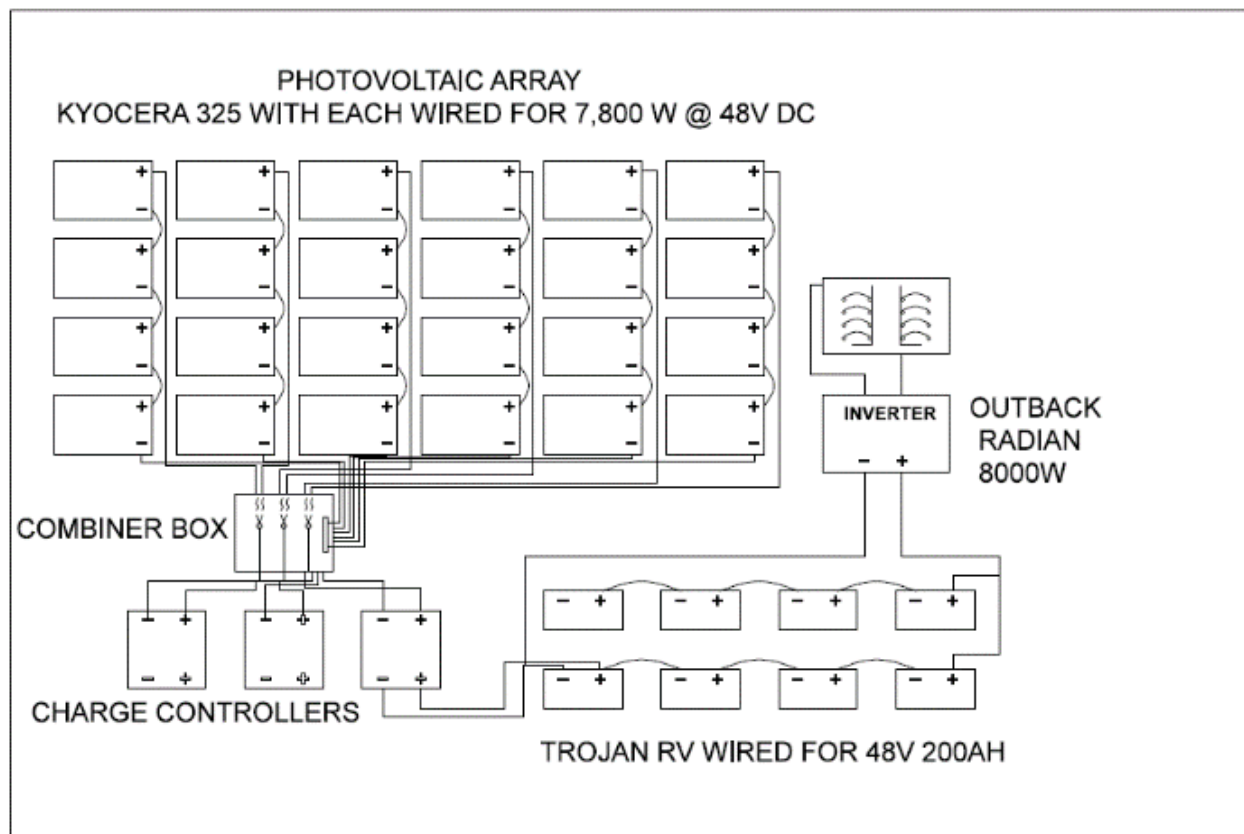 PHOTOVOLTAIC ARRAY
KYOCERA 325 WITH EACH WIRED FOR 7,800 W @ 48V DC
INVERTER
OUTBACK
RADIAN
8000W
COMBINER BOX
CHARGE CONTROLLERS
TROJAN RV WIRED FOR 48V 200AH